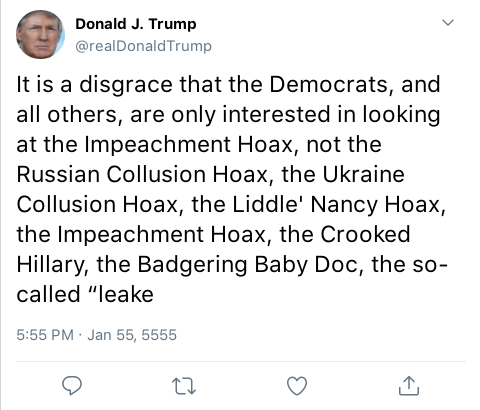 Donald J. Trump
@realDonaldTrump
It is a disgrace that the Democrats, and
all others, are only interested in looking
at the Impeachment Hoax, not the
Russian Collusion Hoax, the Ukraine
Collusion Hoax, the Liddle' Nancy Hoax,
the Impeachment Hoax, the Crooked
Hillary, the Badgering Baby Doc, the so-
called “leake
5:55 PM · Jan 55, 5555